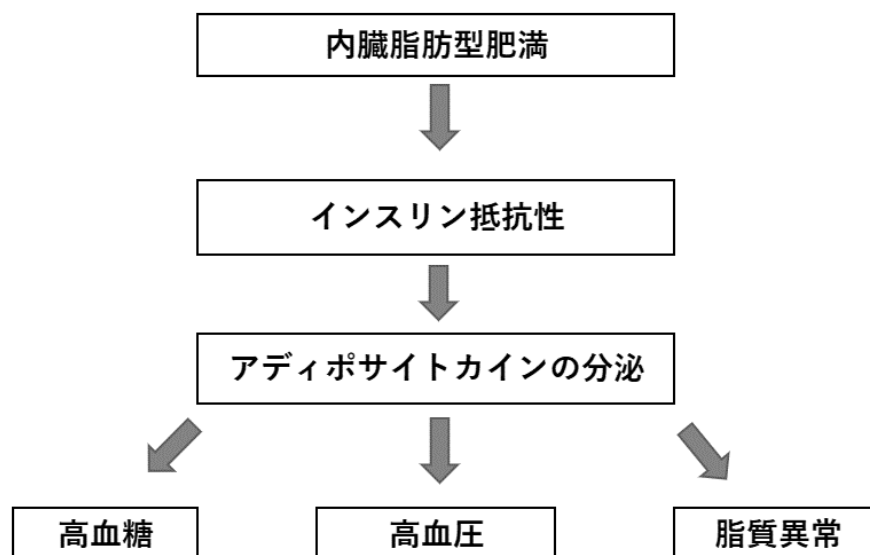 内臓脂肪型肥満
インスリン抵抗性
アディポサイトカインの分泌
高血糖
高血圧
脂質異常